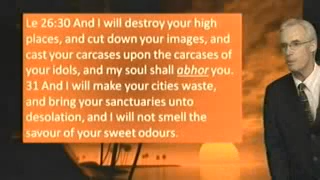 Le 26:30 And I will destroy your high
places, and cut down your images, and
cast your carcases upon the carcases of
your idols, and my soul shall abhor you.
31 And I will make your cities waste,
and bring your sanctuaries unto
desolation, and I will not smell the
savour of your sweet odours.